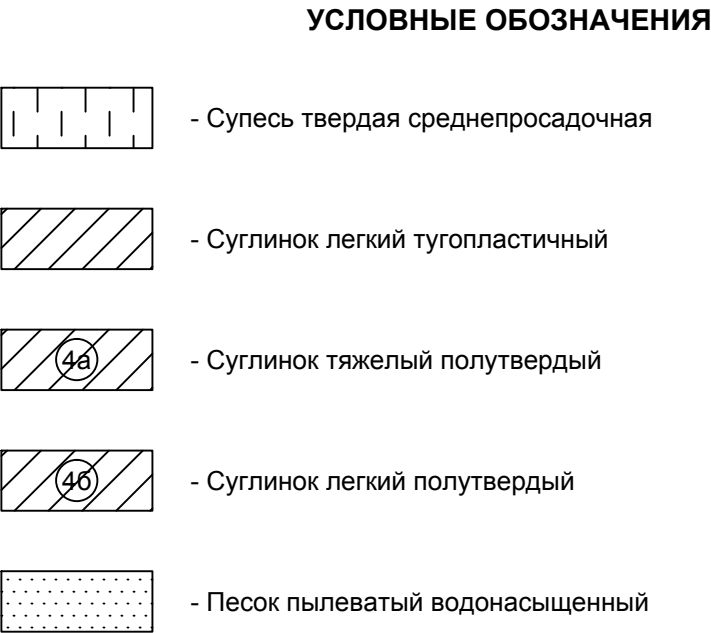 УСЛОВНЫЕ ОБОЗНАЧЕНИЯ
- Супесь твердая среднепросадочная
- Суглинок легкий тугопластичный
4а - Суглинок тяжелый полутвердый
4б - Суглинок легкий полутвердый
- Песок пылеватый водонасыщенный